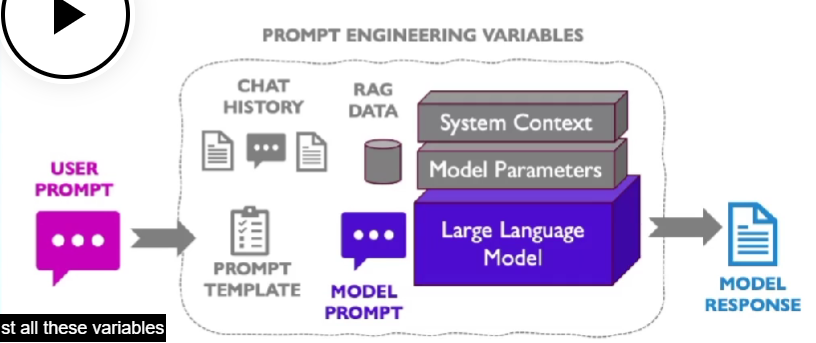 PROMPT ENGINEERING VARIABLES
CHAT
HISTORY
RAG
DATA
System Context
Model Parameters
USER
PROMPT
Large Language
Model
PROMPT
TEMPLATE
MODEL
PROMPT
MODEL
RESPONSE
st all these variables